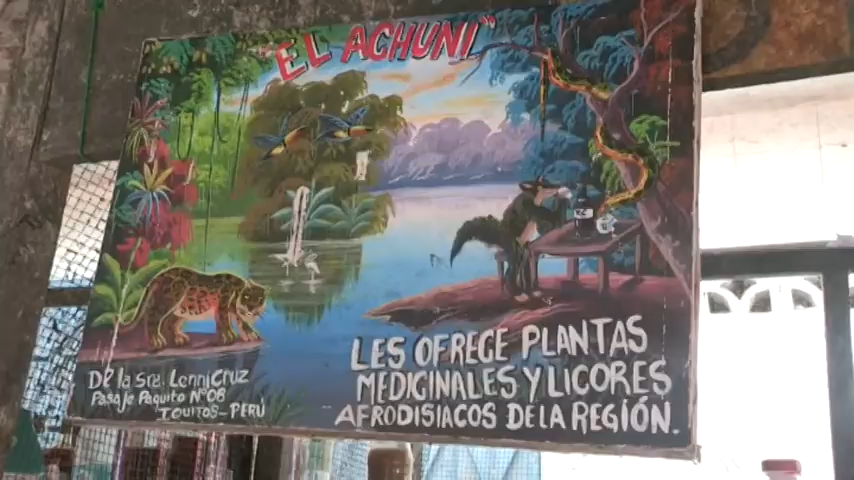 "EL ACHUNI"
LES OFRECE PLANTAS
MEDICINALES Y LICORES
AFRODISIACOS DE LA REGIÓN.
De la Sra. Lenni Cruz
Pasaje Paquito N°08
IQUITOS-PERÚ